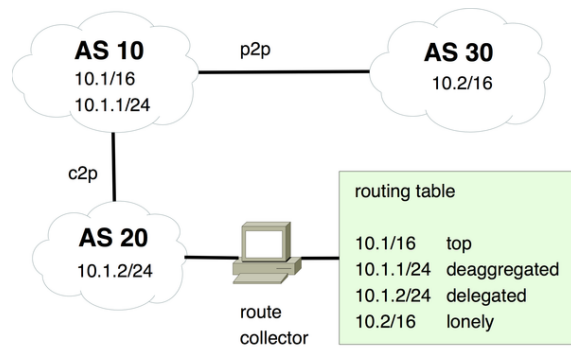 AS 10
10.1/16
10.1.1/24
p2p
AS 30
10.2/16
c2p
AS 20
10.1.2/24
route
collector
routing table
10.1/16 top
10.1.1/24 deaggregated
10.1.2/24 delegated
10.2/16 lonely